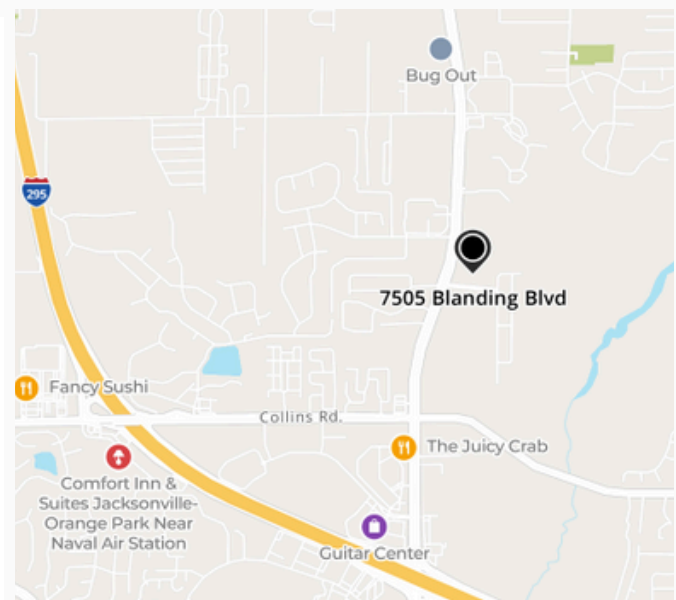 Bug Out
295
7505 Blanding Blvd
Fancy Sushi
Collins Rd.
The Juicy Crab
Comfort Inn &
Suites Jacksonville-
Orange Park Near
Naval Air Station
Guitar Center